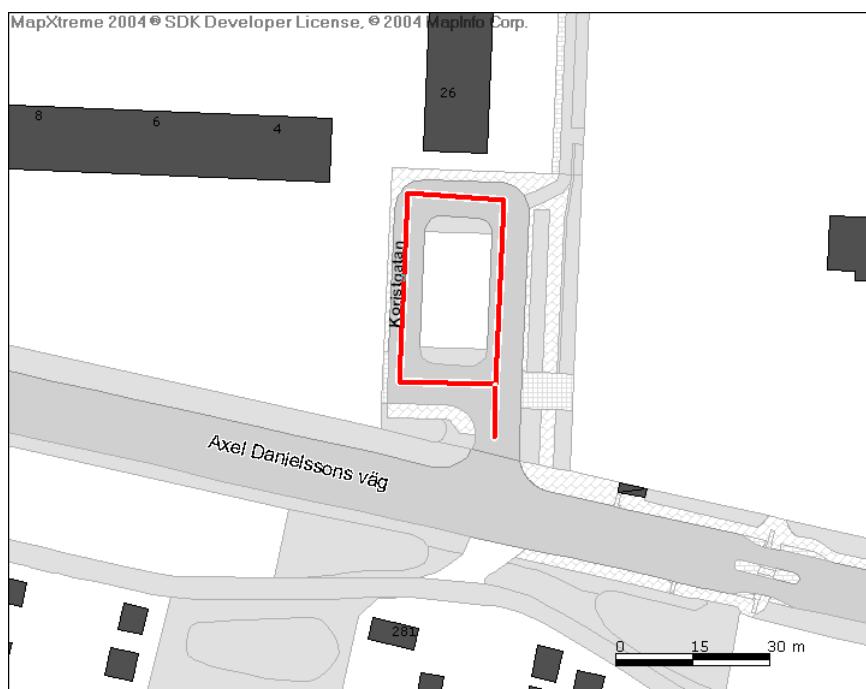 MapXtreme 2004 ® SDK Developer License, © 2004 MapInfo Corp.
26
8
6
4
Koristgatan
Axel Danielssons väg
281
0 15 30 m